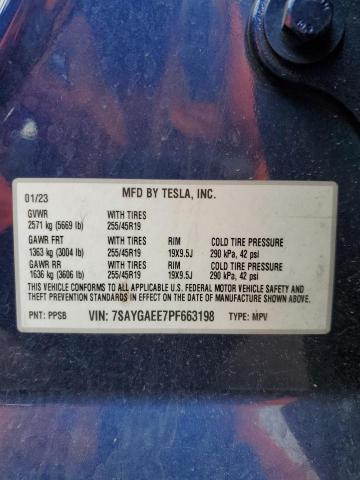 01/23 MFD BY TESLA, INC.
GVWR WITH TIRES
2571 kg (5669 lb) 255/45R19
GAWR FRT WITH TIRES RIM COLD TIRE PRESSURE
1363 kg (3004 lb) 255/45R19 19X9.5J 290 kPa, 42 psi
GAWR RR WITH TIRES RIM COLD TIRE PRESSURE
1636 kg (3606 lb) 255/45R19 19X9.5J 290 kPa, 42 psi
THIS VEHICLE CONFORMS TO ALL APPLICABLE U.S. FEDERAL MOTOR VEHICLE SAFETY AND
THEFT PREVENTION STANDARDS IN EFFECT ON THE DATE OF MANUFACTURE SHOWN ABOVE.
PNT: PPSB VIN: 7SAYGAEE7PF663198 TYPE: MPV